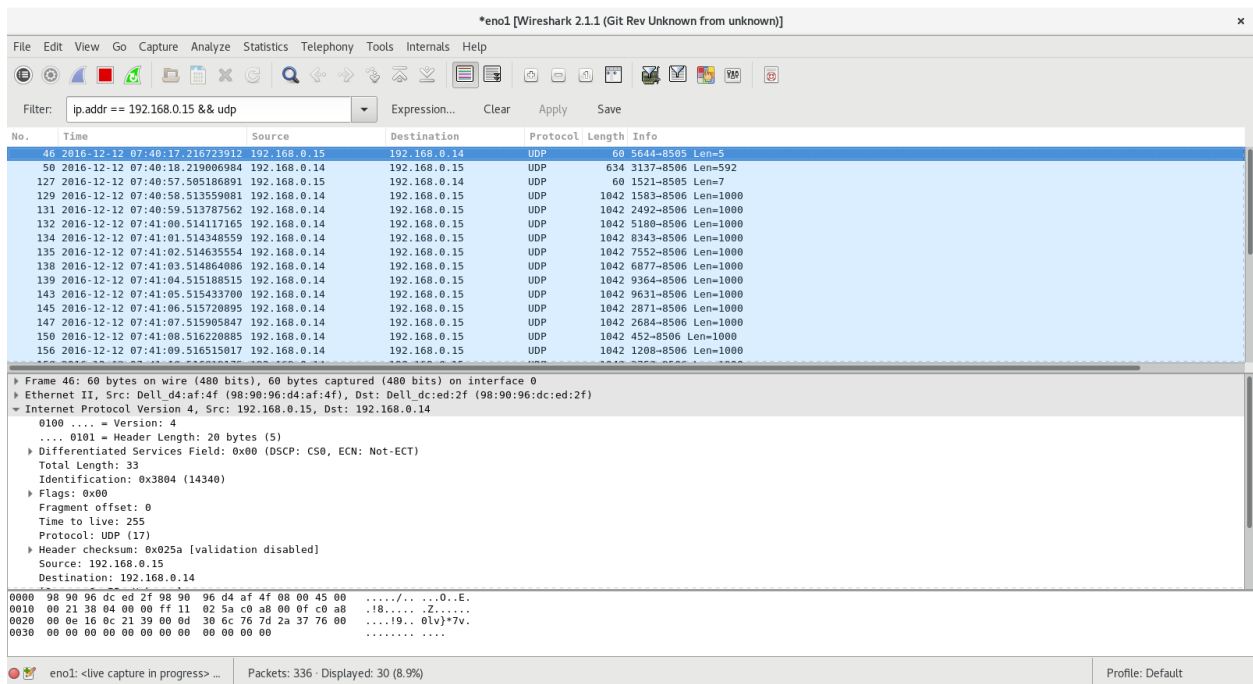 *eno1 [Wireshark 2.1.1 (Git Rev Unknown from unknown)]
File Edit View Go Capture Analyze Statistics Telephony Tools Internals Help
Filter: ip.addr == 192.168.0.15 && udp Expression... Clear Apply Save
No. Time Source Destination Protocol Length Info
46 2016-12-12 07:40:17.216723912 192.168.0.15 192.168.0.14 UDP 60 5644→8505 Len=5
50 2016-12-12 07:40:18.219006984 192.168.0.14 192.168.0.15 UDP 634 3137→8506 Len=592
127 2016-12-12 07:40:57.505186891 192.168.0.15 192.168.0.14 UDP 60 1521→8505 Len=7
129 2016-12-12 07:40:58.513559081 192.168.0.14 192.168.0.15 UDP 1042 1583→8506 Len=1000
131 2016-12-12 07:40:59.513787562 192.168.0.14 192.168.0.15 UDP 1042 2492→8506 Len=1000
132 2016-12-12 07:41:00.514117165 192.168.0.14 192.168.0.15 UDP 1042 5180→8506 Len=1000
134 2016-12-12 07:41:01.514348559 192.168.0.14 192.168.0.15 UDP 1042 8343→8506 Len=1000
135 2016-12-12 07:41:02.514635554 192.168.0.14 192.168.0.15 UDP 1042 7552→8506 Len=1000
138 2016-12-12 07:41:03.514864086 192.168.0.14 192.168.0.15 UDP 1042 6877→8506 Len=1000
139 2016-12-12 07:41:04.515188515 192.168.0.14 192.168.0.15 UDP 1042 9364→8506 Len=1000
143 2016-12-12 07:41:05.515433700 192.168.0.14 192.168.0.15 UDP 1042 9631→8506 Len=1000
145 2016-12-12 07:41:06.515720895 192.168.0.14 192.168.0.15 UDP 1042 2871→8506 Len=1000
147 2016-12-12 07:41:07.515905847 192.168.0.14 192.168.0.15 UDP 1042 2684→8506 Len=1000
150 2016-12-12 07:41:08.516220885 192.168.0.14 192.168.0.15 UDP 1042 452→8506 Len=1000
156 2016-12-12 07:41:09.516515017 192.168.0.14 192.168.0.15 UDP 1042 1208→8506 Len=1000
Frame 46: 60 bytes on wire (480 bits), 60 bytes captured (480 bits) on interface 0
Ethernet II, Src: Dell_d4:af:4f (98:90:96:d4:af:4f), Dst: Dell_dc:ed:2f (98:90:96:dc:ed:2f)
Internet Protocol Version 4, Src: 192.168.0.15, Dst: 192.168.0.14
0100 .... = Version: 4
.... 0101 = Header Length: 20 bytes (5)
Differentiated Services Field: 0x00 (DSCP: CS0, ECN: Not-ECT)
Total Length: 33
Identification: 0x3804 (14340)
Flags: 0x00
Fragment offset: 0
Time to live: 255
Protocol: UDP (17)
Header checksum: 0x025a [validation disabled]
Source: 192.168.0.15
Destination: 192.168.0.14
0000 98 90 96 dc ed 2f 98 90 96 d4 af 4f 08 00 45 00 ...../.. ...O..E.
0010 00 21 38 04 00 00 ff 11 02 5a c0 a8 00 0f c0 a8 .!8..... .Z......
0020 00 0e 16 0c 21 39 00 0d 30 6c 76 7d 2a 37 76 00 ....!9.. 0lv}*7v.
0030 00 00 00 00 00 00 00 00 00 00 00 00 ........ ....
eno1: <live capture in progress> ... Packets: 336 · Displayed: 30 (8.9%) Profile: Default